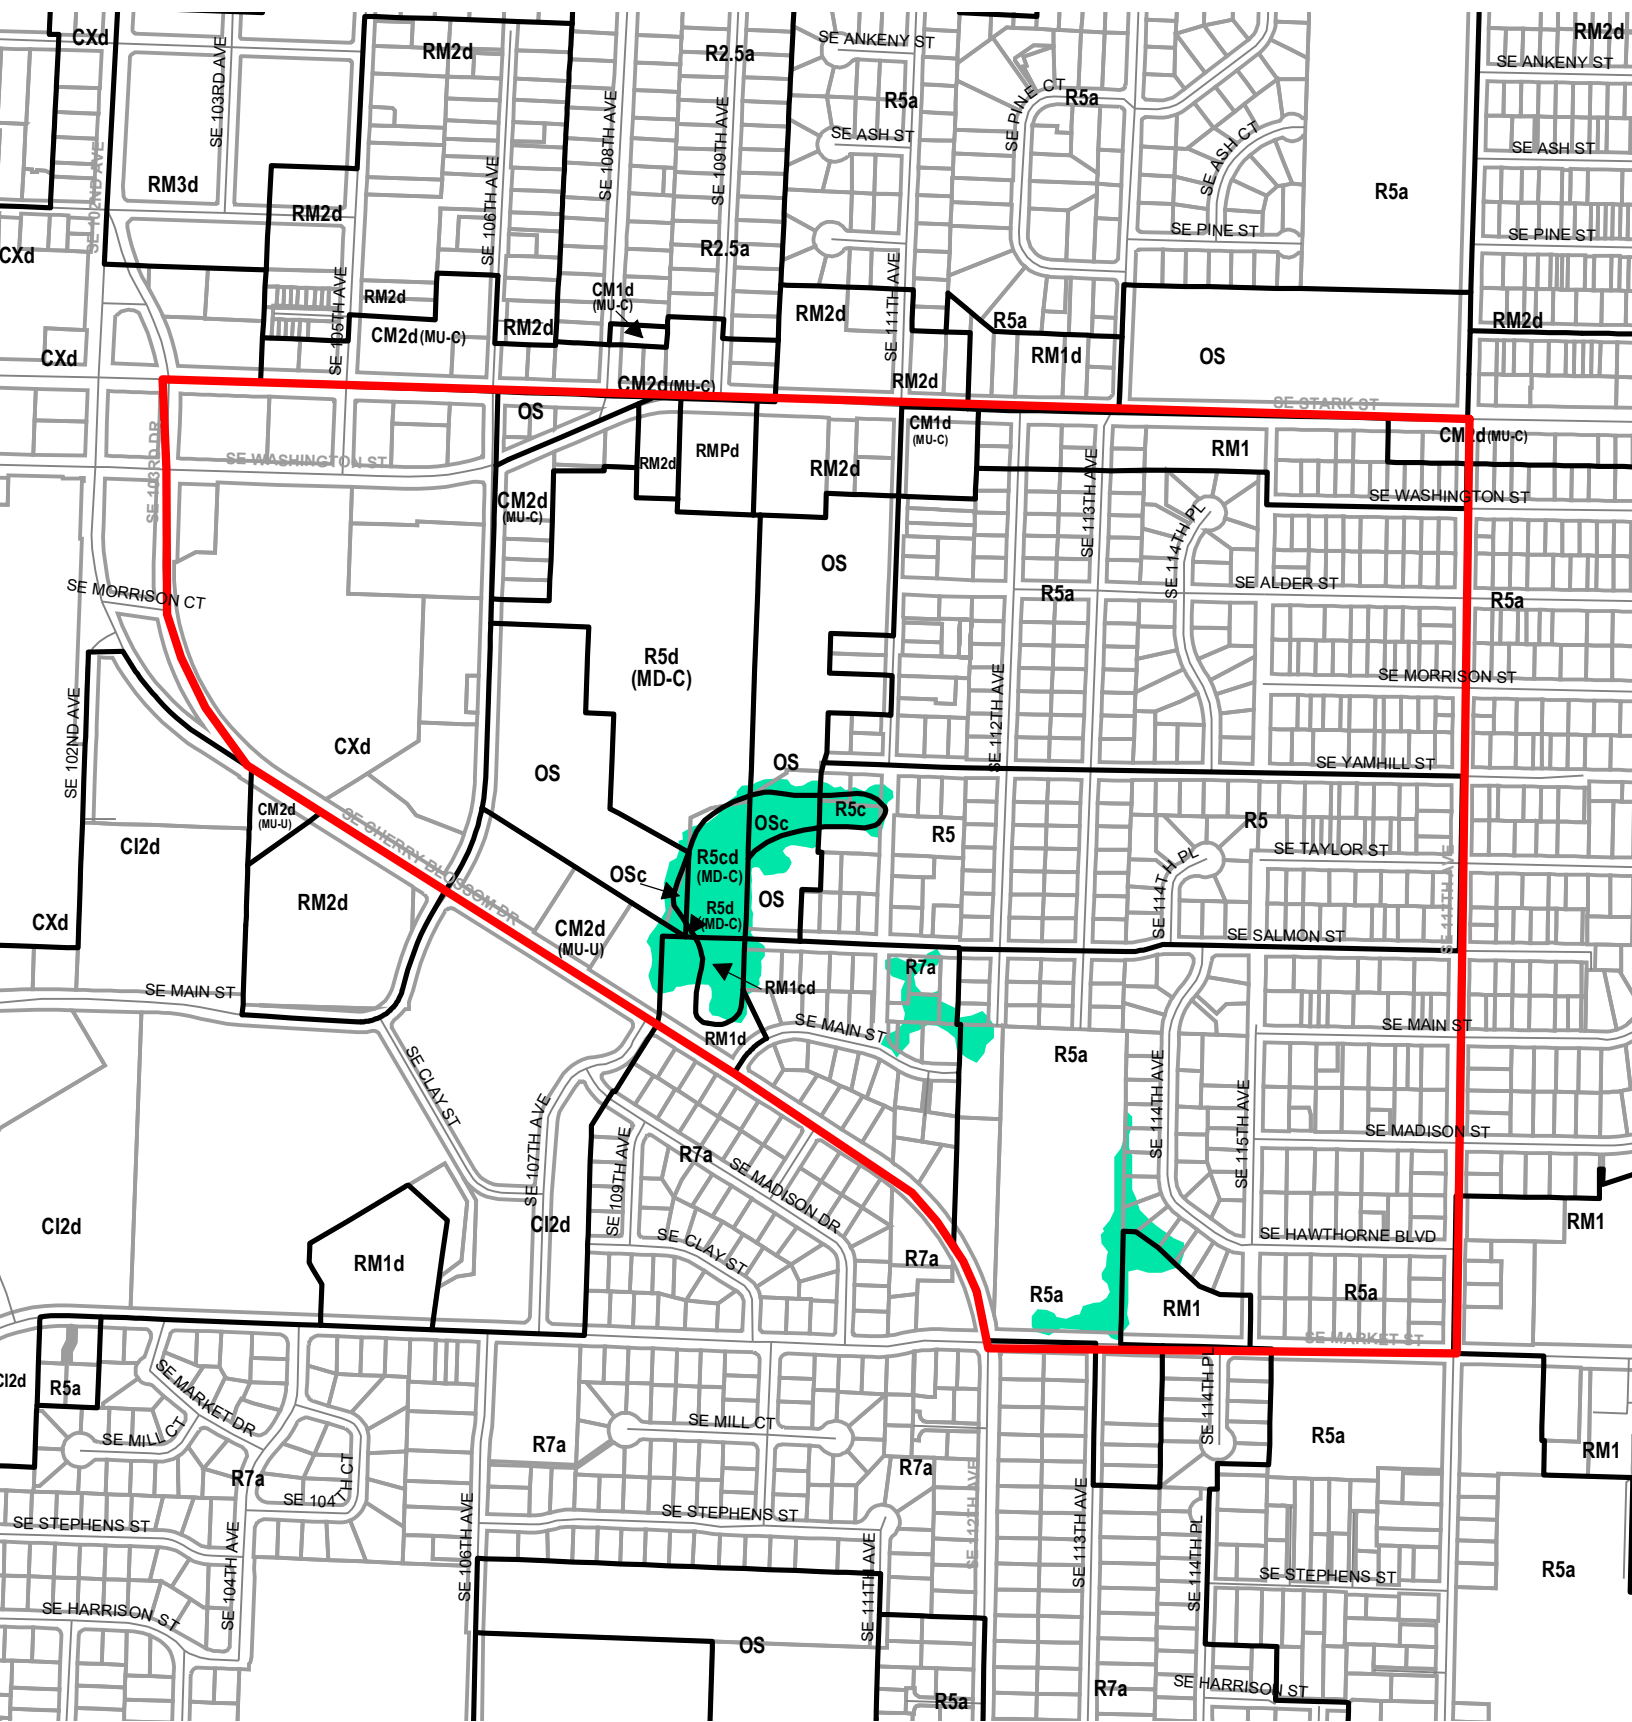 CXd
SE 103RD AVE
RM2d
R2.5a
SE ANKENY ST
RM2d
SE ANKENY ST
SE 102ND AVE
SE 108TH AVE
SE 109TH AVE
R5a
SE PINE CT
R5a
SE ASH ST
SE ASH CT
SE ASH ST
RM3d
RM2d
SE 106TH AVE
R5a
CXd
R2.5a
SE PINE ST
SE PINE ST
SE 105TH AVE
RM2d
CM1d
(MU-C)
SE 111TH AVE
RM2d
R5a
RM2d
CM2d(MU-C)
RM2d
CXd
RM1d
OS
CM2d(MU-C)
RM2d
SE STARK ST
OS
CM1d
(MU-C)
SE 103RD DR
SE WASHINGTON ST
RM2d
RMPd
RM2d
RM1
CM2d(MU-C)
SE WASHINGTON ST
CM2d
(MU-C)
SE 113TH AVE
SE 114TH PL
OS
SE ALDER ST
SE MORRISON CT
R5a
R5a
R5d
(MD-C)
SE 102ND AVE
SE 112TH AVE
SE MORRISON ST
CXd
OS
OS
SE YAMHILL ST
CM2d
(MU-U)
SE CHERRY BLOSSOM DR
OSc
R5c
R5
R5
CI2d
R5cd
(MD-C)
SE 114TH PL
SE TAYLOR ST
SE 117TH AVE
OSc
RM2d
R5d
(MD-C)
OS
CXd
CM2d
(MU-U)
SE SALMON ST
R7a
SE MAIN ST
RM1cd
SE MAIN ST
RM1d
SE MAIN ST
R5a
SE CLAY ST
SE 107TH AVE
SE 109TH AVE
R7a
SE MADISON DR
SE 114TH AVE
SE 115TH AVE
SE MADISON ST
CI2d
CI2d
RM1d
SE CLAY ST
R7a
SE HAWTHORNE BLVD
RM1
R5a
RM1
R5a
SE MARKET ST
CI2d
R5a
SE MARKET DR
SE 114TH PL
SE MILL CT
SE MILL CT
R7a
R7a
R7a
R5a
RM1
SE 104TH CT
SE STEPHENS ST
SE STEPHENS ST
SE 104TH AVE
SE 106TH AVE
SE 111TH AVE
SE 112TH AVE
SE 113TH AVE
SE 114TH PL
SE STEPHENS ST
R5a
SE HARRISON ST
OS
R5a
R7a
SE HARRISON ST